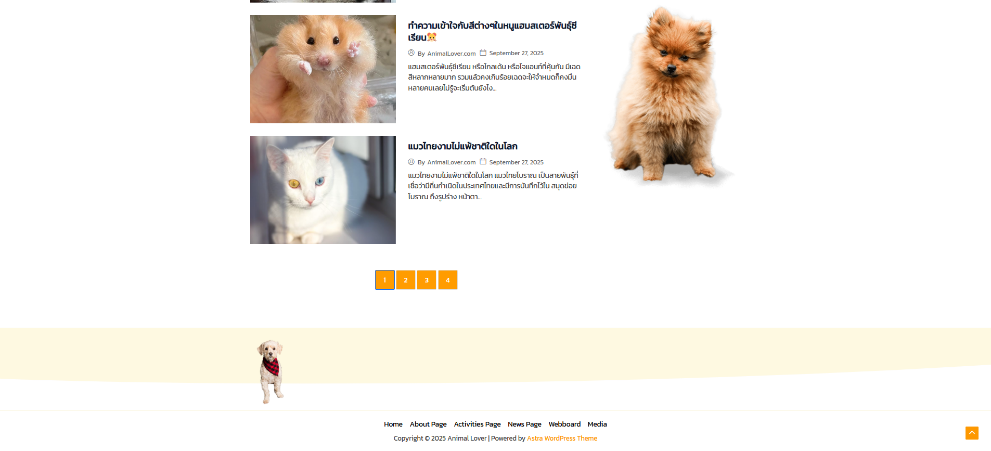 ทำความเข้าใจกับสีต่างๆในหนูแฮมสเตอร์พันธุ์ซี
เรียน🐹
By AnimalLover.com September 27, 2025
แฮมสเตอร์พันธุ์ซีเรียน หรือโกลเด้น หรือไจแอนท์ที่คุ้นกัน มีเฉด
สีหลากหลายมาก รวมแล้วคงเกินร้อยเฉดจะให้จำหมดก็คงมึน
หลายคนเลยไม่รู้จะเริ่มต้นยังไง..
แมวไทยงามไม่แพ้ชาติใดในโลก
By AnimalLover.com September 27, 2025
แมวไทยงามไม่แพ้ชาติใดในโลก แมวไทยโบราณ เป็นสายพันธุ์ที่
เชื่อว่ามีถิ่นกำเนิดในประเทศไทยและมีการบันทึกไว้ใน สมุดข่อย
โบราณ ถึงรูปร่าง หน้าตา..
1 2 3 4
Home About Page Activities Page News Page Webboard Media
Copyright © 2025 Animal Lover | Powered by Astra WordPress Theme